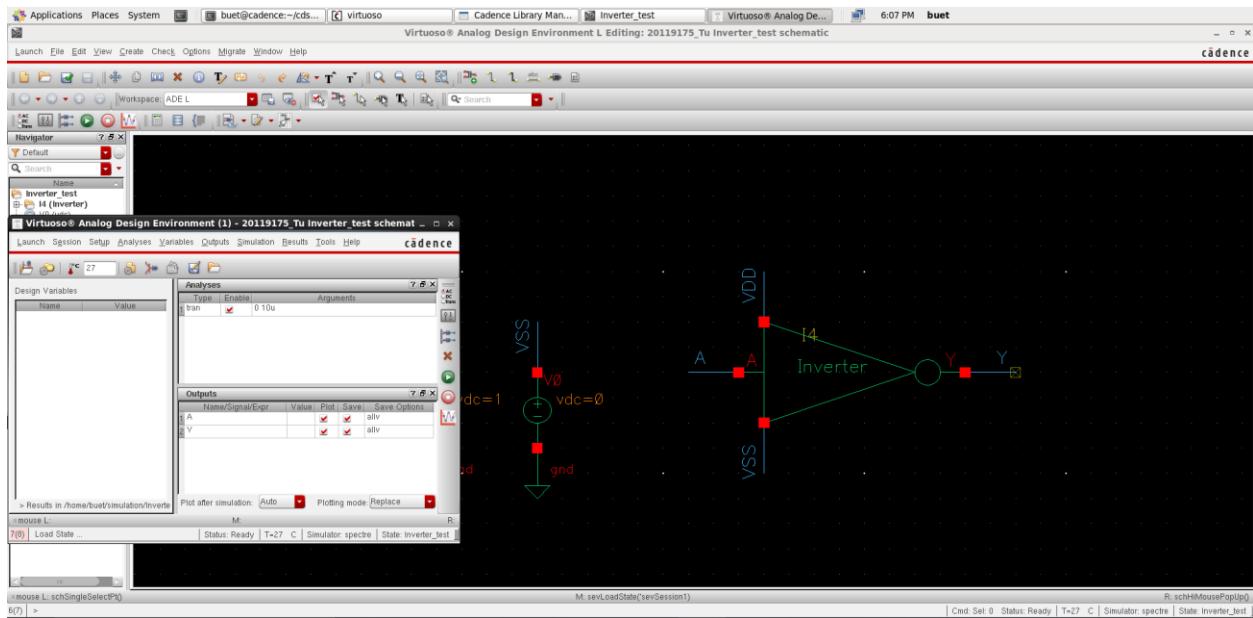 Applications Places System buet@cadence:~/cds... virtuoso Cadence Library Man... Inverter_test Virtuoso® Analog De... 6:07 PM buet
Virtuoso® Analog Design Environment L Editing: 20119175_Tu Inverter_test schematic
Launch File Edit View Create Check Options Migrate Window Help cādence
Workspace: ADE L Search
Navigator
Default
Search
Name
Inverter_test
I4 (Inverter)
Virtuoso® Analog Design Environment (1) - 20119175_Tu Inverter_test schemat
Launch Session Setup Analyses Variables Outputs Simulation Results Tools Help cādence
27
Design Variables
Name Value
Analyses
Type Enable Arguments
1 tran 0 10u
Outputs
Name/Signal/Expr Value Plot Save Save Options
1 A allv
2 Y allv
> Results in /home/buet/simulation/Inverte
Plot after simulation: Auto Plotting mode: Replace
mouse L: M: R:
7(8) Load State ... Status: Ready T=27 C Simulator: spectre State: Inverter_test
VSS
V0
vdc=1
vdc=0
gnd
VDD
I4
A A Inverter Y Y
VSS
mouse L: schSingleSelectPt() M: sevLoadState('sevSession1) R: schHiMousePopUp()
6(7) > Cmd: Sel: 0 Status: Ready T=27 C Simulator: spectre State: Inverter_test